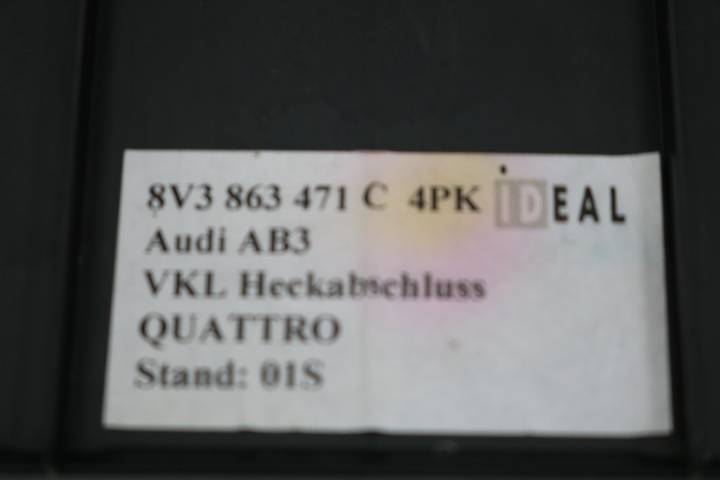 8V3 863 471 C 4PK iDEAL
Audi AB3
VKL Heckabschluss
QUATTRO
Stand: 01S